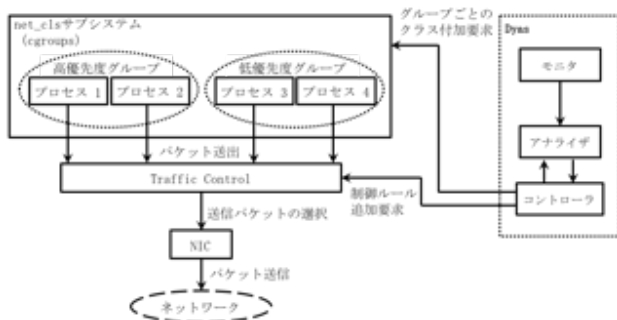 net_clsサブシステム
(cgroups)
高優先度グループ
プロセス 1
プロセス 2
低優先度グループ
プロセス 3
プロセス 4
グループごとの
クラス付加要求
Dyns
モニタ
アナライザ
コントローラ
パケット送出
Traffic Control
制御ルール
追加要求
送信パケットの選択
NIC
パケット送信
ネットワーク